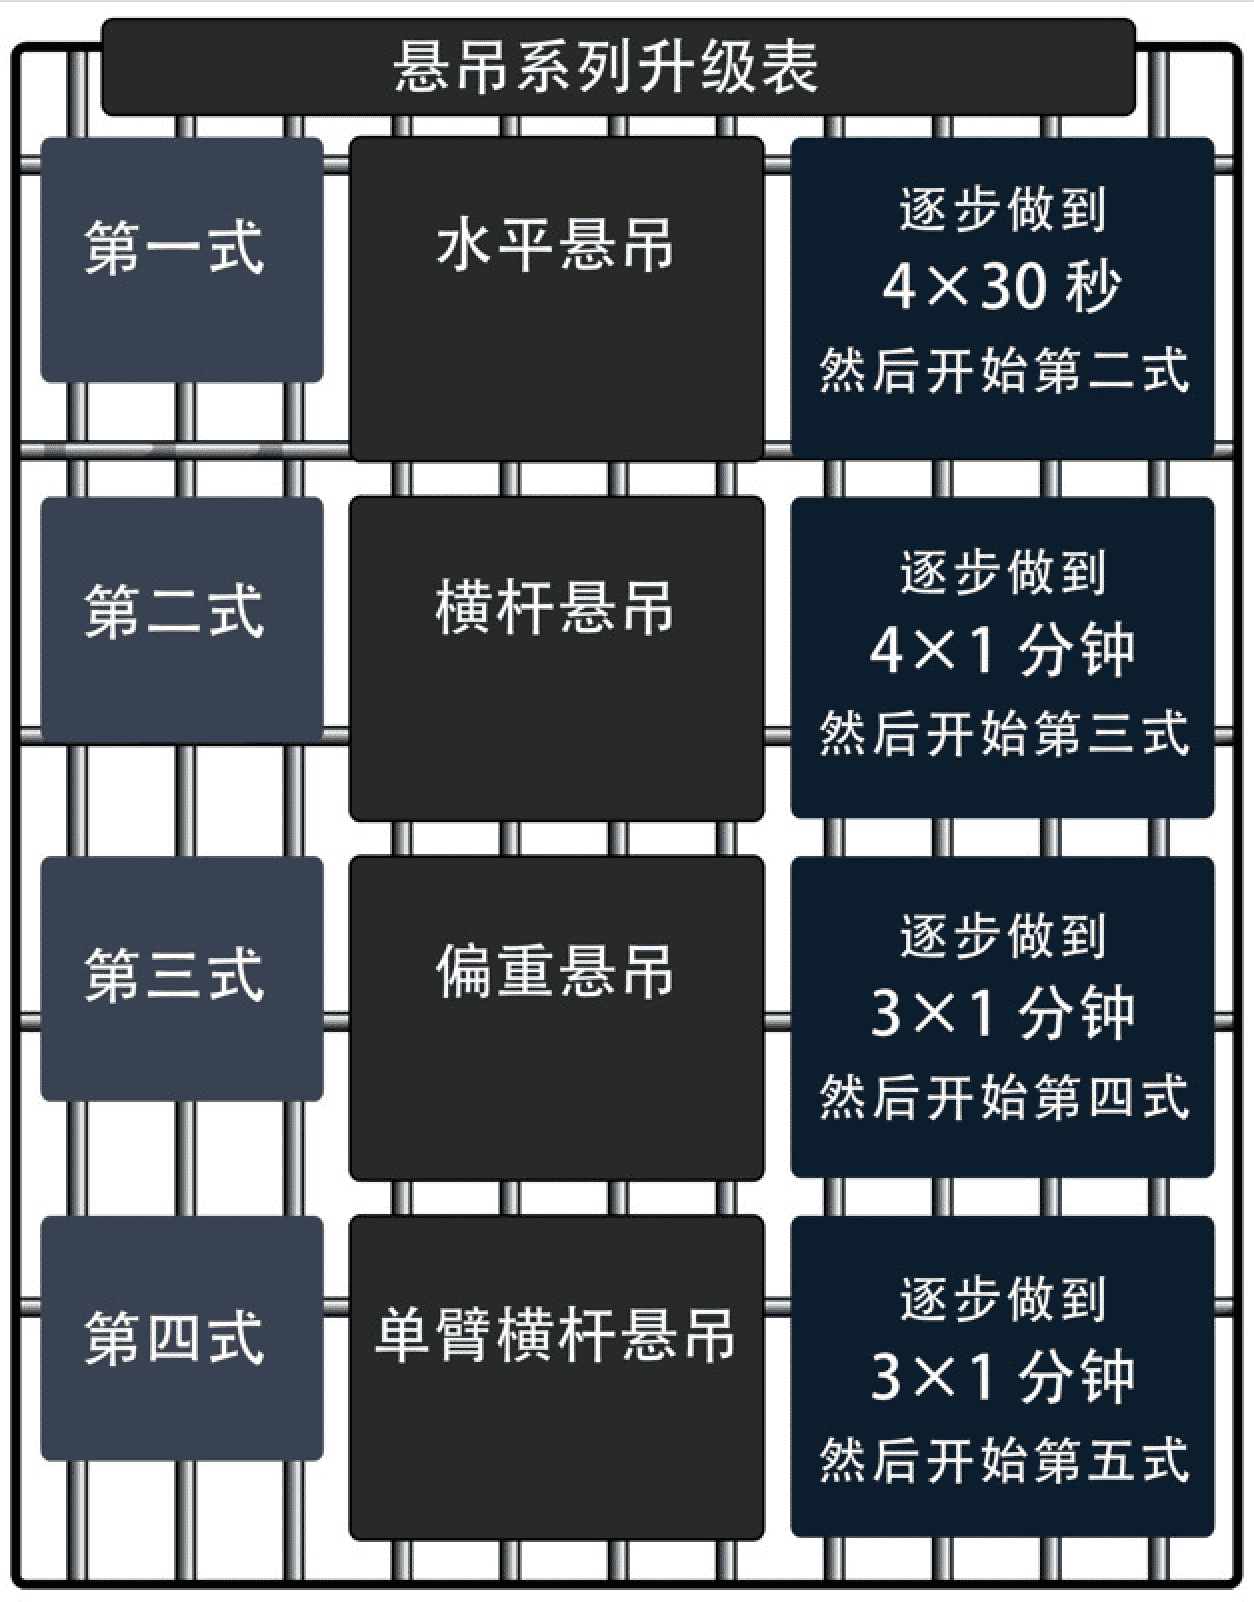 悬吊系列升级表
第一式
水平悬吊
逐步做到
4×30 秒
然后开始第二式
第二式
横杆悬吊
逐步做到
4×1 分钟
然后开始第三式
第三式
偏重悬吊
逐步做到
3×1 分钟
然后开始第四式
第四式
单臂横杆悬吊
逐步做到
3×1 分钟
然后开始第五式